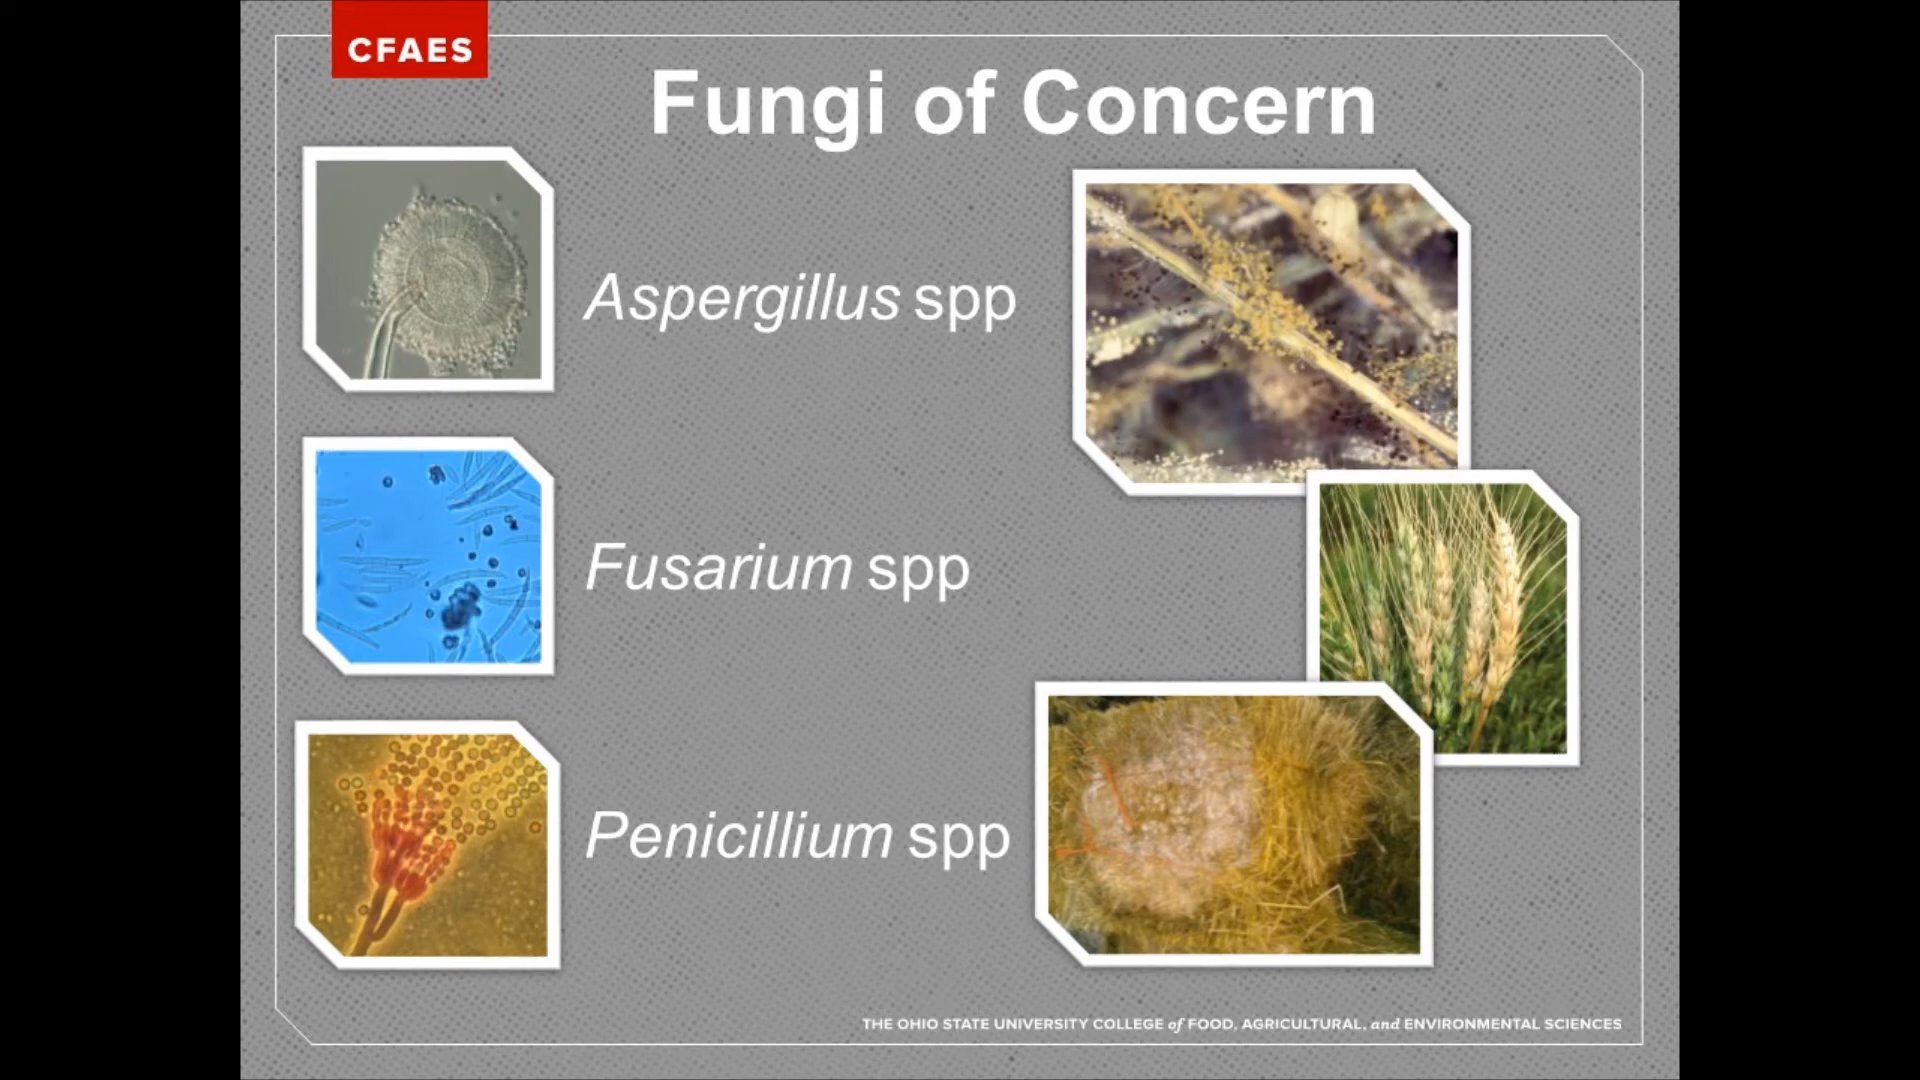 CFAES
Fungi of Concern
Aspergillus spp
Fusarium spp
Penicillium spp
THE OHIO STATE UNIVERSITY COLLEGE of FOOD, AGRICULTURAL, and ENVIRONMENTAL SCIENCES